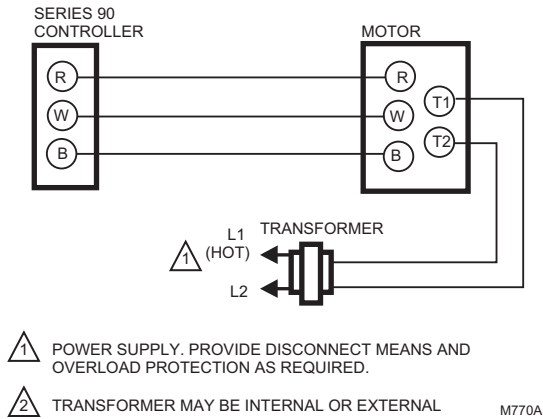 SERIES 90
CONTROLLER
MOTOR
R
R
T1
W
W
T2
B
B
TRANSFORMER
L1
(HOT)
1
L2
1 POWER SUPPLY. PROVIDE DISCONNECT MEANS AND
OVERLOAD PROTECTION AS REQUIRED.
2 TRANSFORMER MAY BE INTERNAL OR EXTERNAL
M770A